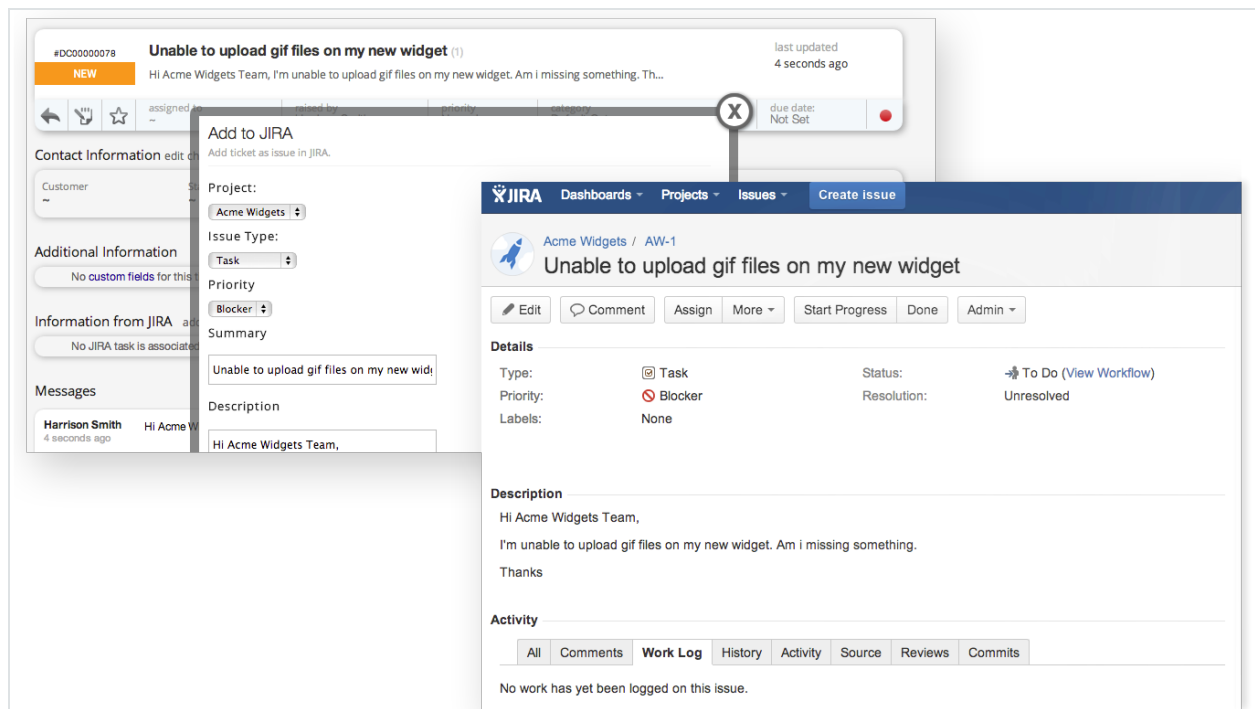 #DC00000078
NEW
Unable to upload gif files on my new widget (1)
Hi Acme Widgets Team, I'm unable to upload gif files on my new widget. Am i missing something. Th...
last updated
4 seconds ago
assigned to
~
raised by
priority
category
due date:
Not Set
Contact Information edit
Customer
~
~
Additional Information
No custom fields for this
Information from JIRA
No JIRA task is associated
Messages
Harrison Smith
4 seconds ago
Hi Acme
X
Add to JIRA
Add ticket as issue in JIRA.
Project:
Acme Widgets
Issue Type:
Task
Priority
Blocker
Summary
Unable to upload gif files on my new
Description
Hi Acme Widgets Team,
JIRA Dashboards Projects Issues Create issue
Acme Widgets / AW-1
Unable to upload gif files on my new widget
Edit Comment Assign More Start Progress Done Admin
Details
Type: Task Status: To Do (View Workflow)
Priority: Blocker Resolution: Unresolved
Labels: None
Description
Hi Acme Widgets Team,
I'm unable to upload gif files on my new widget. Am i missing something.
Thanks
Activity
All Comments Work Log History Activity Source Reviews Commits
No work has yet been logged on this issue.